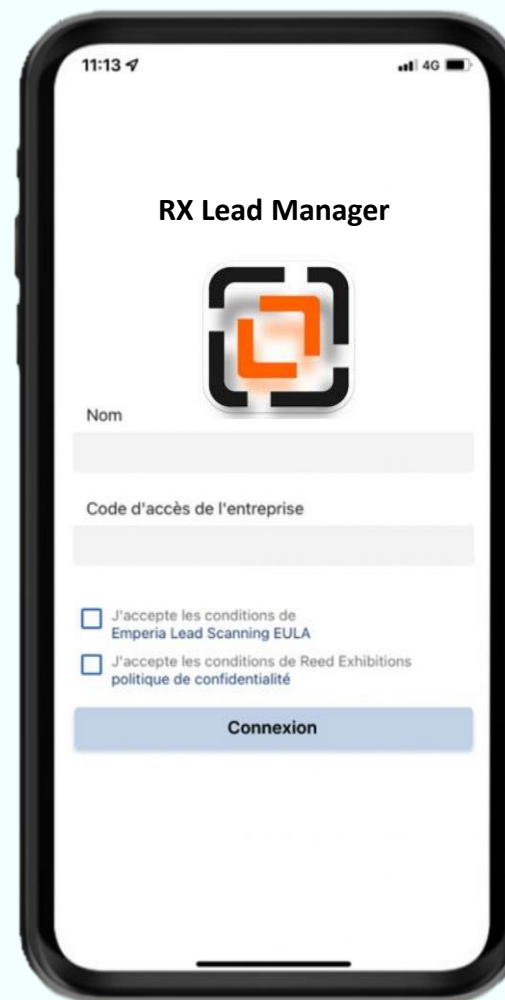 11:13
4G
RX Lead Manager
Nom
Code d'accès de l'entreprise
J'accepte les conditions de
Emperia Lead Scanning EULA
J'accepte les conditions de Reed Exhibitions
politique de confidentialité
Connexion